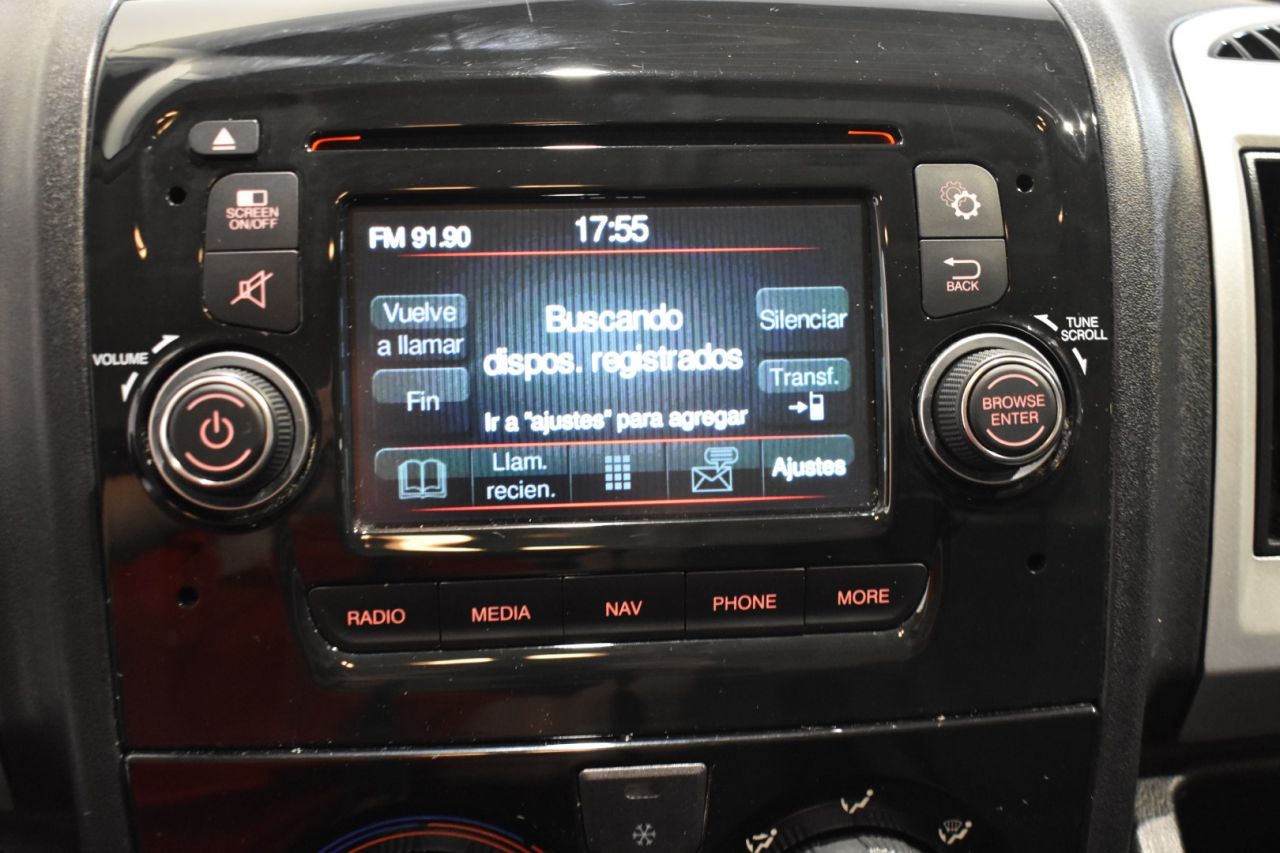 SCREEN
ON/OFF
BACK
VOLUME
TUNE
SCROLL
BROWSE
ENTER
FM 91.90
17:55
Vuelve
a llamar
Fin
Buscando
dispos. registrados
Ir a "ajustes" para agregar
Silenciar
Transf.
Llam.
recien.
Ajustes
RADIO
MEDIA
NAV
PHONE
MORE